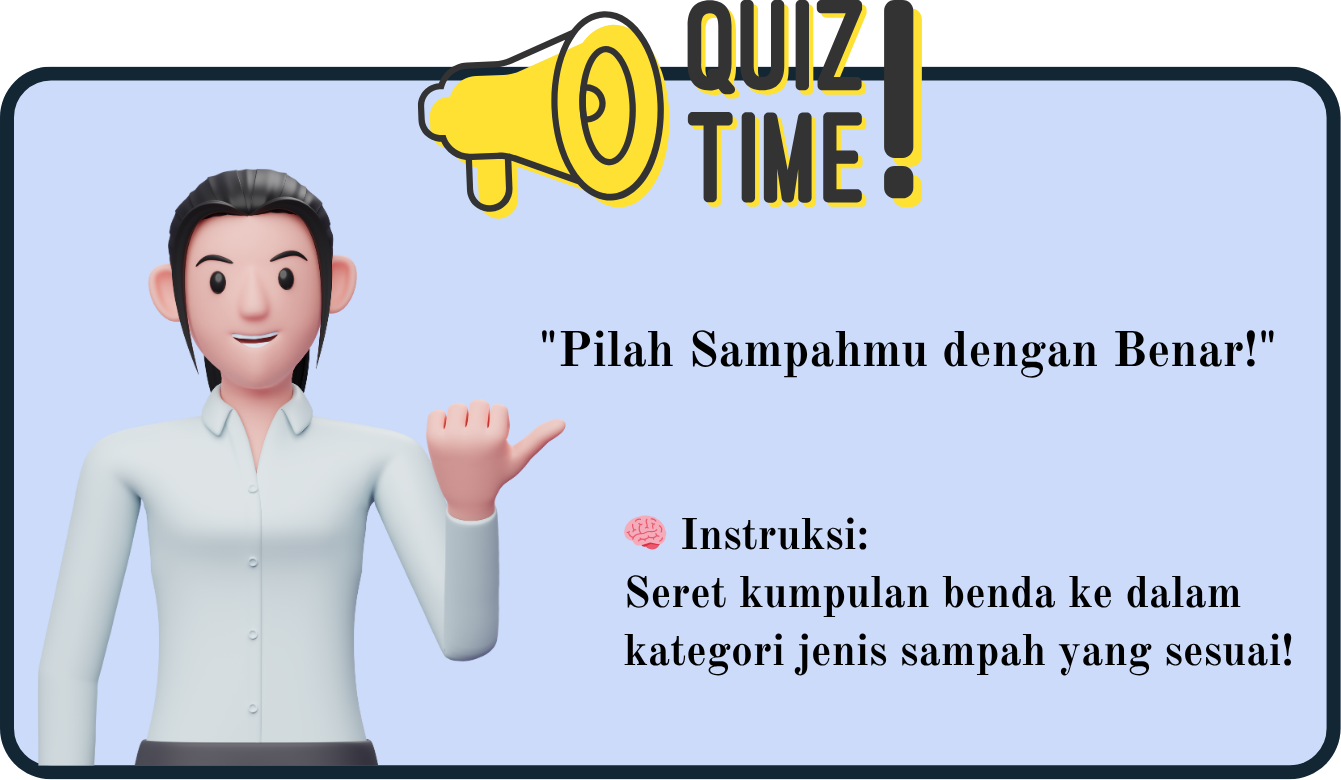 QUIZ
TIME!
"Pilah Sampahmu dengan Benar!"
🧠 Instruksi:
Seret kumpulan benda ke dalam
kategori jenis sampah yang sesuai!